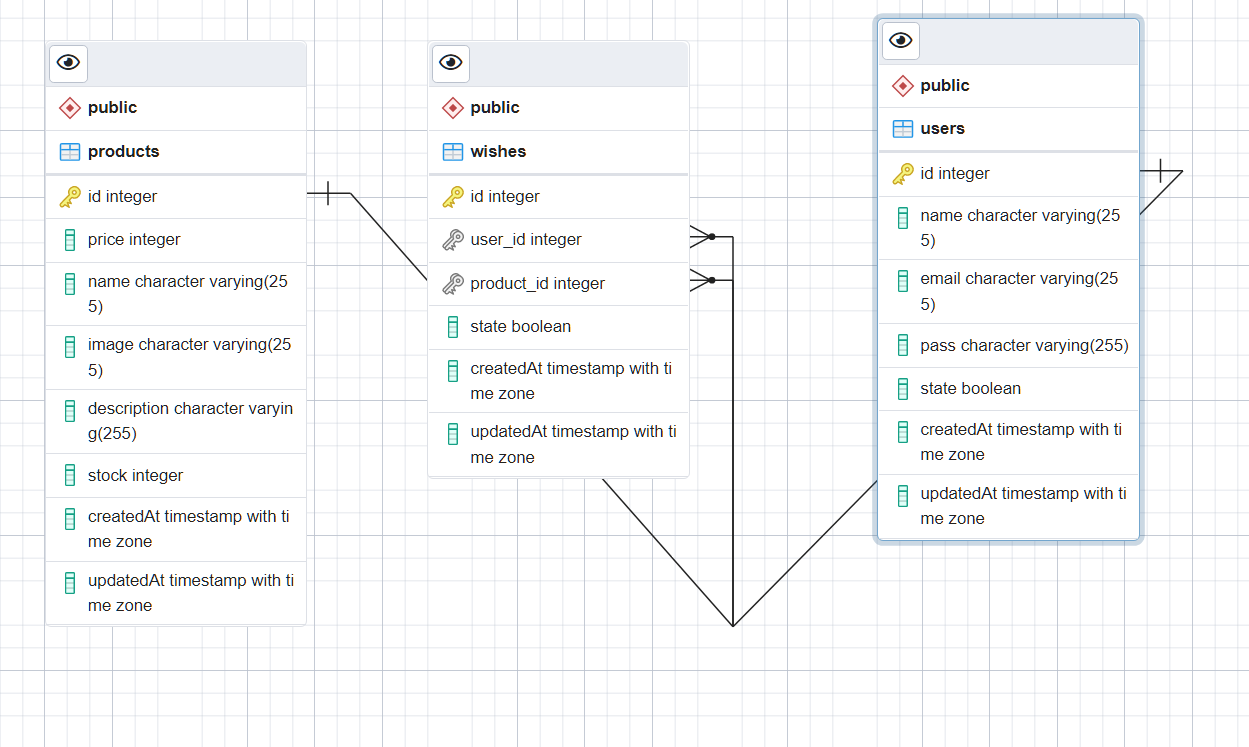 public
products
id integer
price integer
name character varying(25
5)
image character varying(25
5)
description character varyin
g(255)
stock integer
createdAt timestamp with ti
me zone
updatedAt timestamp with ti
me zone
public
wishes
id integer
user_id integer
product_id integer
state boolean
createdAt timestamp with ti
me zone
updatedAt timestamp with ti
me zone
public
users
id integer
name character varying(25
5)
email character varying(25
5)
pass character varying(255)
state boolean
createdAt timestamp with ti
me zone
updatedAt timestamp with ti
me zone